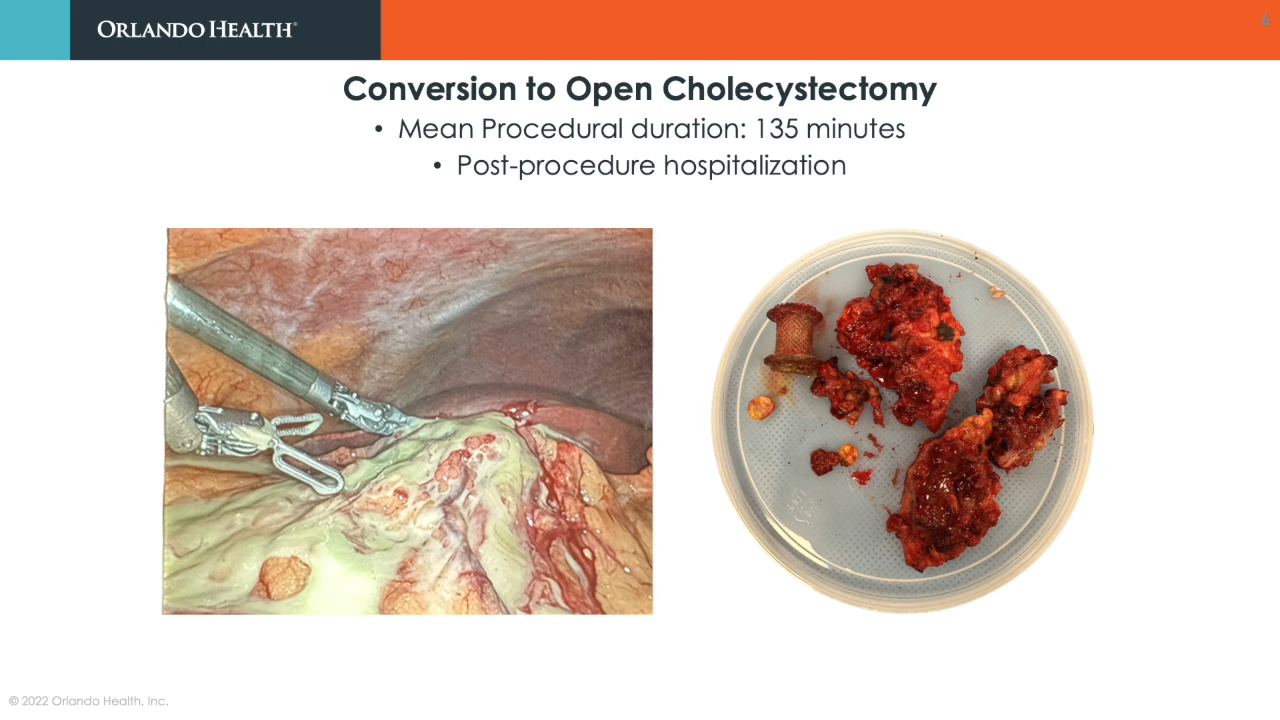 ORLANDO HEALTH®
6
Conversion to Open Cholecystectomy
• Mean Procedural duration: 135 minutes
• Post-procedure hospitalization
© 2022 Orlando Health, Inc.